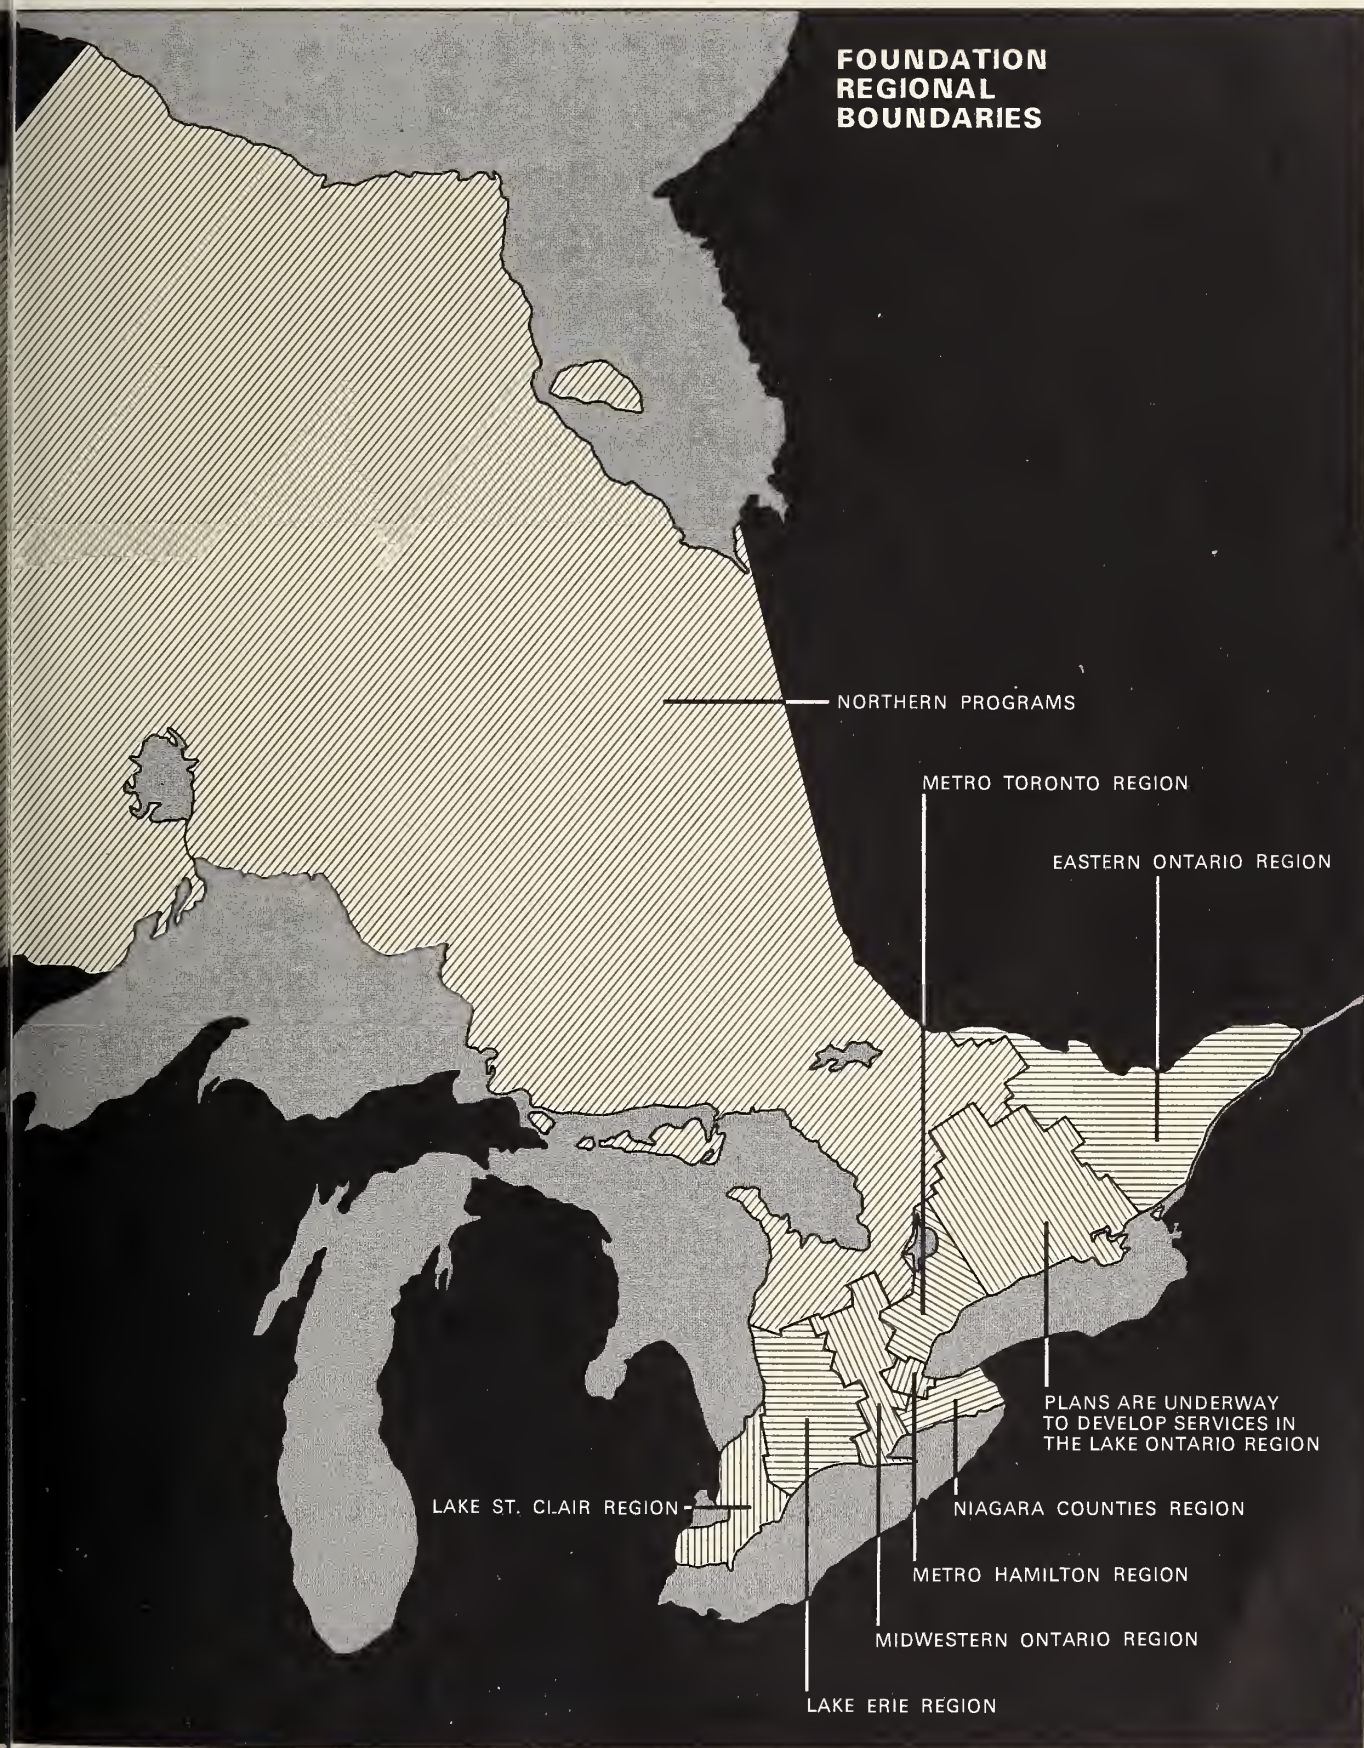 FOUNDATION
REGIONAL
BOUNDARIES
NORTHERN PROGRAMS
METRO TORONTO REGION
EASTERN ONTARIO REGION
PLANS ARE UNDERWAY
TO DEVELOP SERVICES IN
THE LAKE ONTARIO REGION
LAKE ST. CLAIR REGION
NIAGARA COUNTIES REGION
METRO HAMILTON REGION
MIDWESTERN ONTARIO REGION
LAKE ERIE REGION